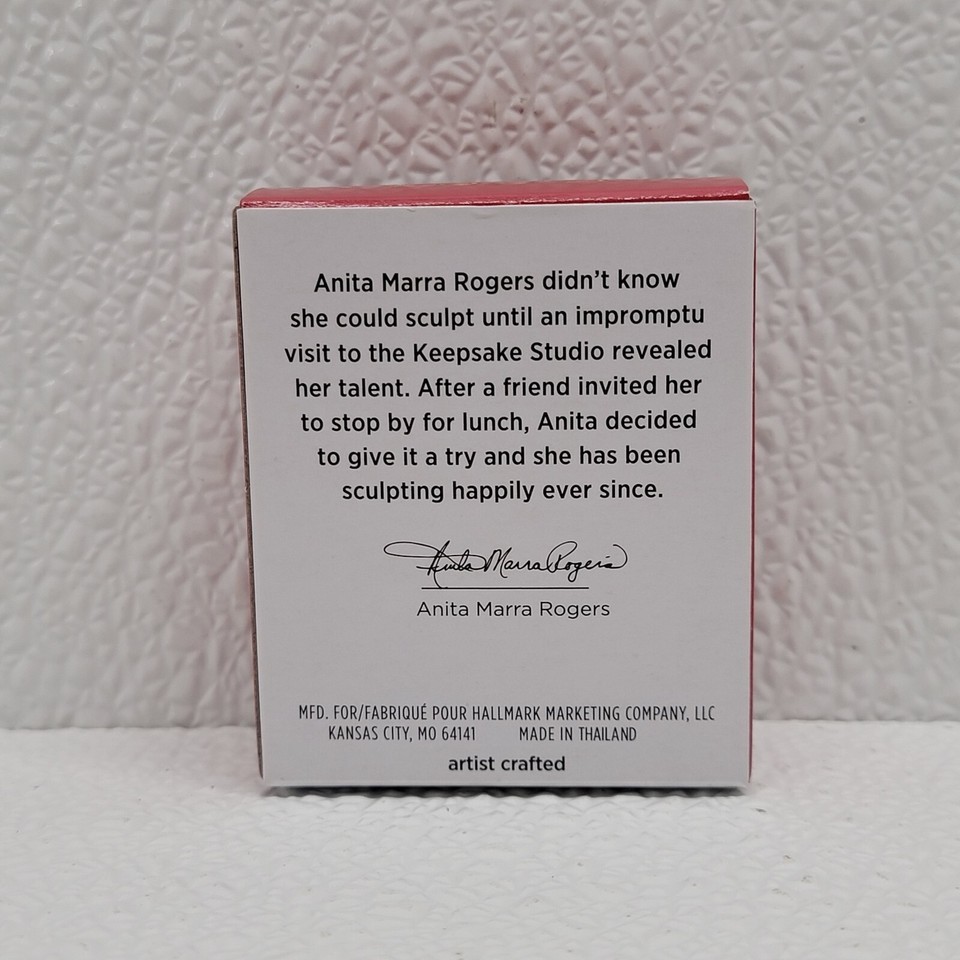 Anita Marra Rogers didn't know
she could sculpt until an impromptu
visit to the Keepsake Studio revealed
her talent. After a friend invited her
to stop by for lunch, Anita decided
to give it a try and she has been
sculpting happily ever since.
Anita Marra Rogers
Anita Marra Rogers
MFD. FOR/FABRIQUÉ POUR HALLMARK MARKETING COMPANY, LLC
KANSAS CITY, MO 64141 MADE IN THAILAND
artist crafted